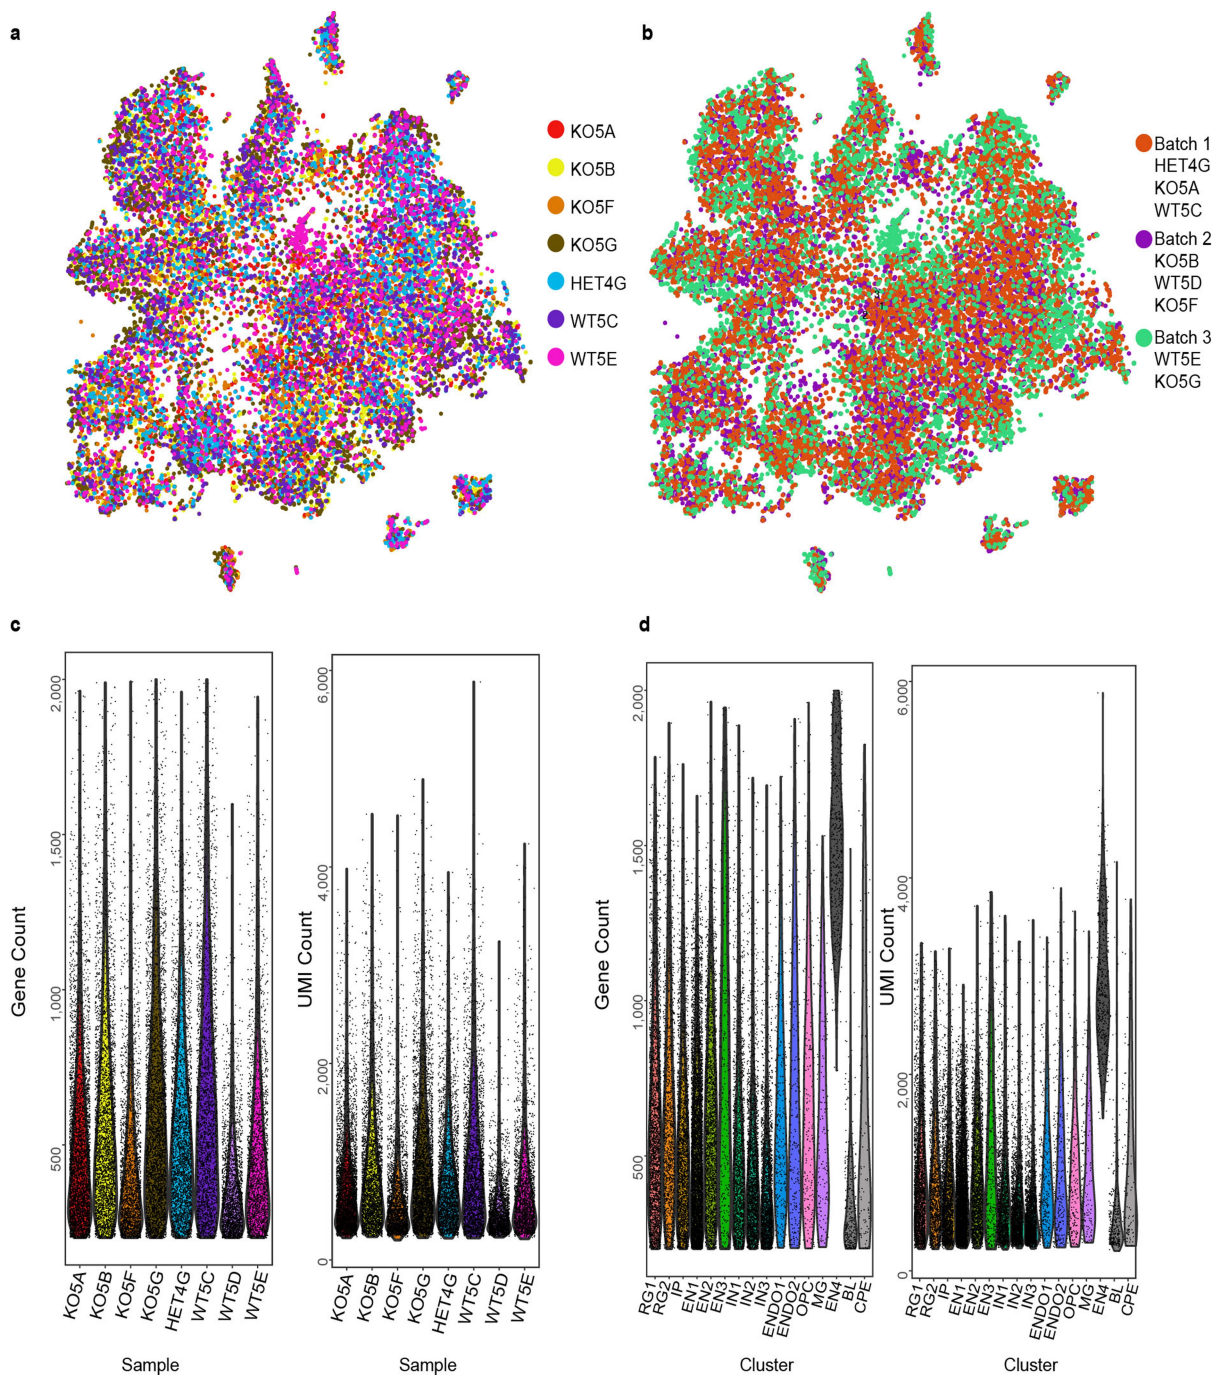 a
KO5A
KO5B
KO5F
KO5G
HET4G
WT5C
WT5E
b
Batch 1
HET4G
KO5A
WT5C
Batch 2
KO5B
WT5D
KO5F
Batch 3
WT5E
KO5G
c
Gene Count
2,000
1,500
1,000
500
KO5A
KO5B
KO5F
KO5G
HET4G
WT5C
WT5D
WT5E
Sample
UMI Count
6,000
4,000
2,000
0
KO5A
KO5B
KO5F
KO5G
HET4G
WT5C
WT5D
WT5E
Sample
d
Gene Count
2,000
1,500
1,000
500
RG1
RG2
IP
EN1
EN2
EN3
IN1
IN2
IN3
ENDO1
ENDO2
OPC
MG
EN4
BL
CPE
Cluster
UMI Count
6,000
4,000
2,000
0
RG1
RG2
IP
EN1
EN2
EN3
IN1
IN2
IN3
ENDO1
ENDO2
OPC
MG
EN4
BL
CPE
Cluster